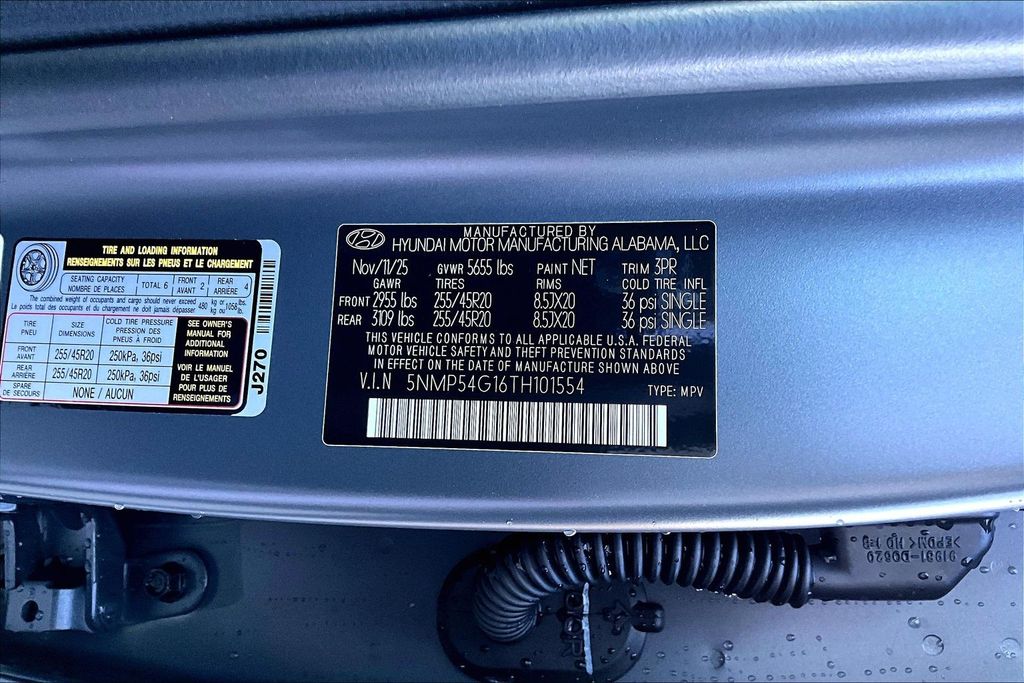 TIRE AND LOADING INFORMATION
RENSEIGNEMENTS SUR LES PNEUS ET LE CHARGEMENT
SEATING CAPACITY
NOMBRE DE PLACES
TOTAL 6
FRONT
AVANT 2
REAR
ARRIÈRE 4
The combined weight of occupants and cargo should never exceed
Le poids total des occupants et du chargement ne doit jamais dépasser
480 kg or/ou 1058 lbs.
TIRE
PNEU
SIZE
DIMENSIONS
COLD TIRE PRESSURE
PRESSION DES
PNEUS À FROID
FRONT
AVANT
255/45R20
250kPa, 36psi
REAR
ARRIÈRE
255/45R20
250kPa, 36psi
SPARE
DE SECOURS
NONE / AUCUN
SEE OWNER'S
MANUAL FOR
ADDITIONAL
INFORMATION
VOIR LE MANUEL
DE L'USAGER
POUR PLUS DE
RENSEIGNEMENTS
J270
MANUFACTURED BY
HYUNDAI MOTOR MANUFACTURING ALABAMA, LLC
Nov/11/25 GVWR 5655 lbs PAINT NET TRIM 3PR
GAWR TIRES RIMS COLD TIRE INFL
FRONT 2955 lbs 255/45R20 8.5JX20 36 psi SINGLE
REAR 3109 lbs 255/45R20 8.5JX20 36 psi SINGLE
THIS VEHICLE CONFORMS TO ALL APPLICABLE U.S.A. FEDERAL
MOTOR VEHICLE SAFETY AND THEFT PREVENTION STANDARDS
IN EFFECT ON THE DATE OF MANUFACTURE SHOWN ABOVE
V.I.N 5NMP54G16TH101554 TYPE: MPV
91981-D0620
>EPDM<